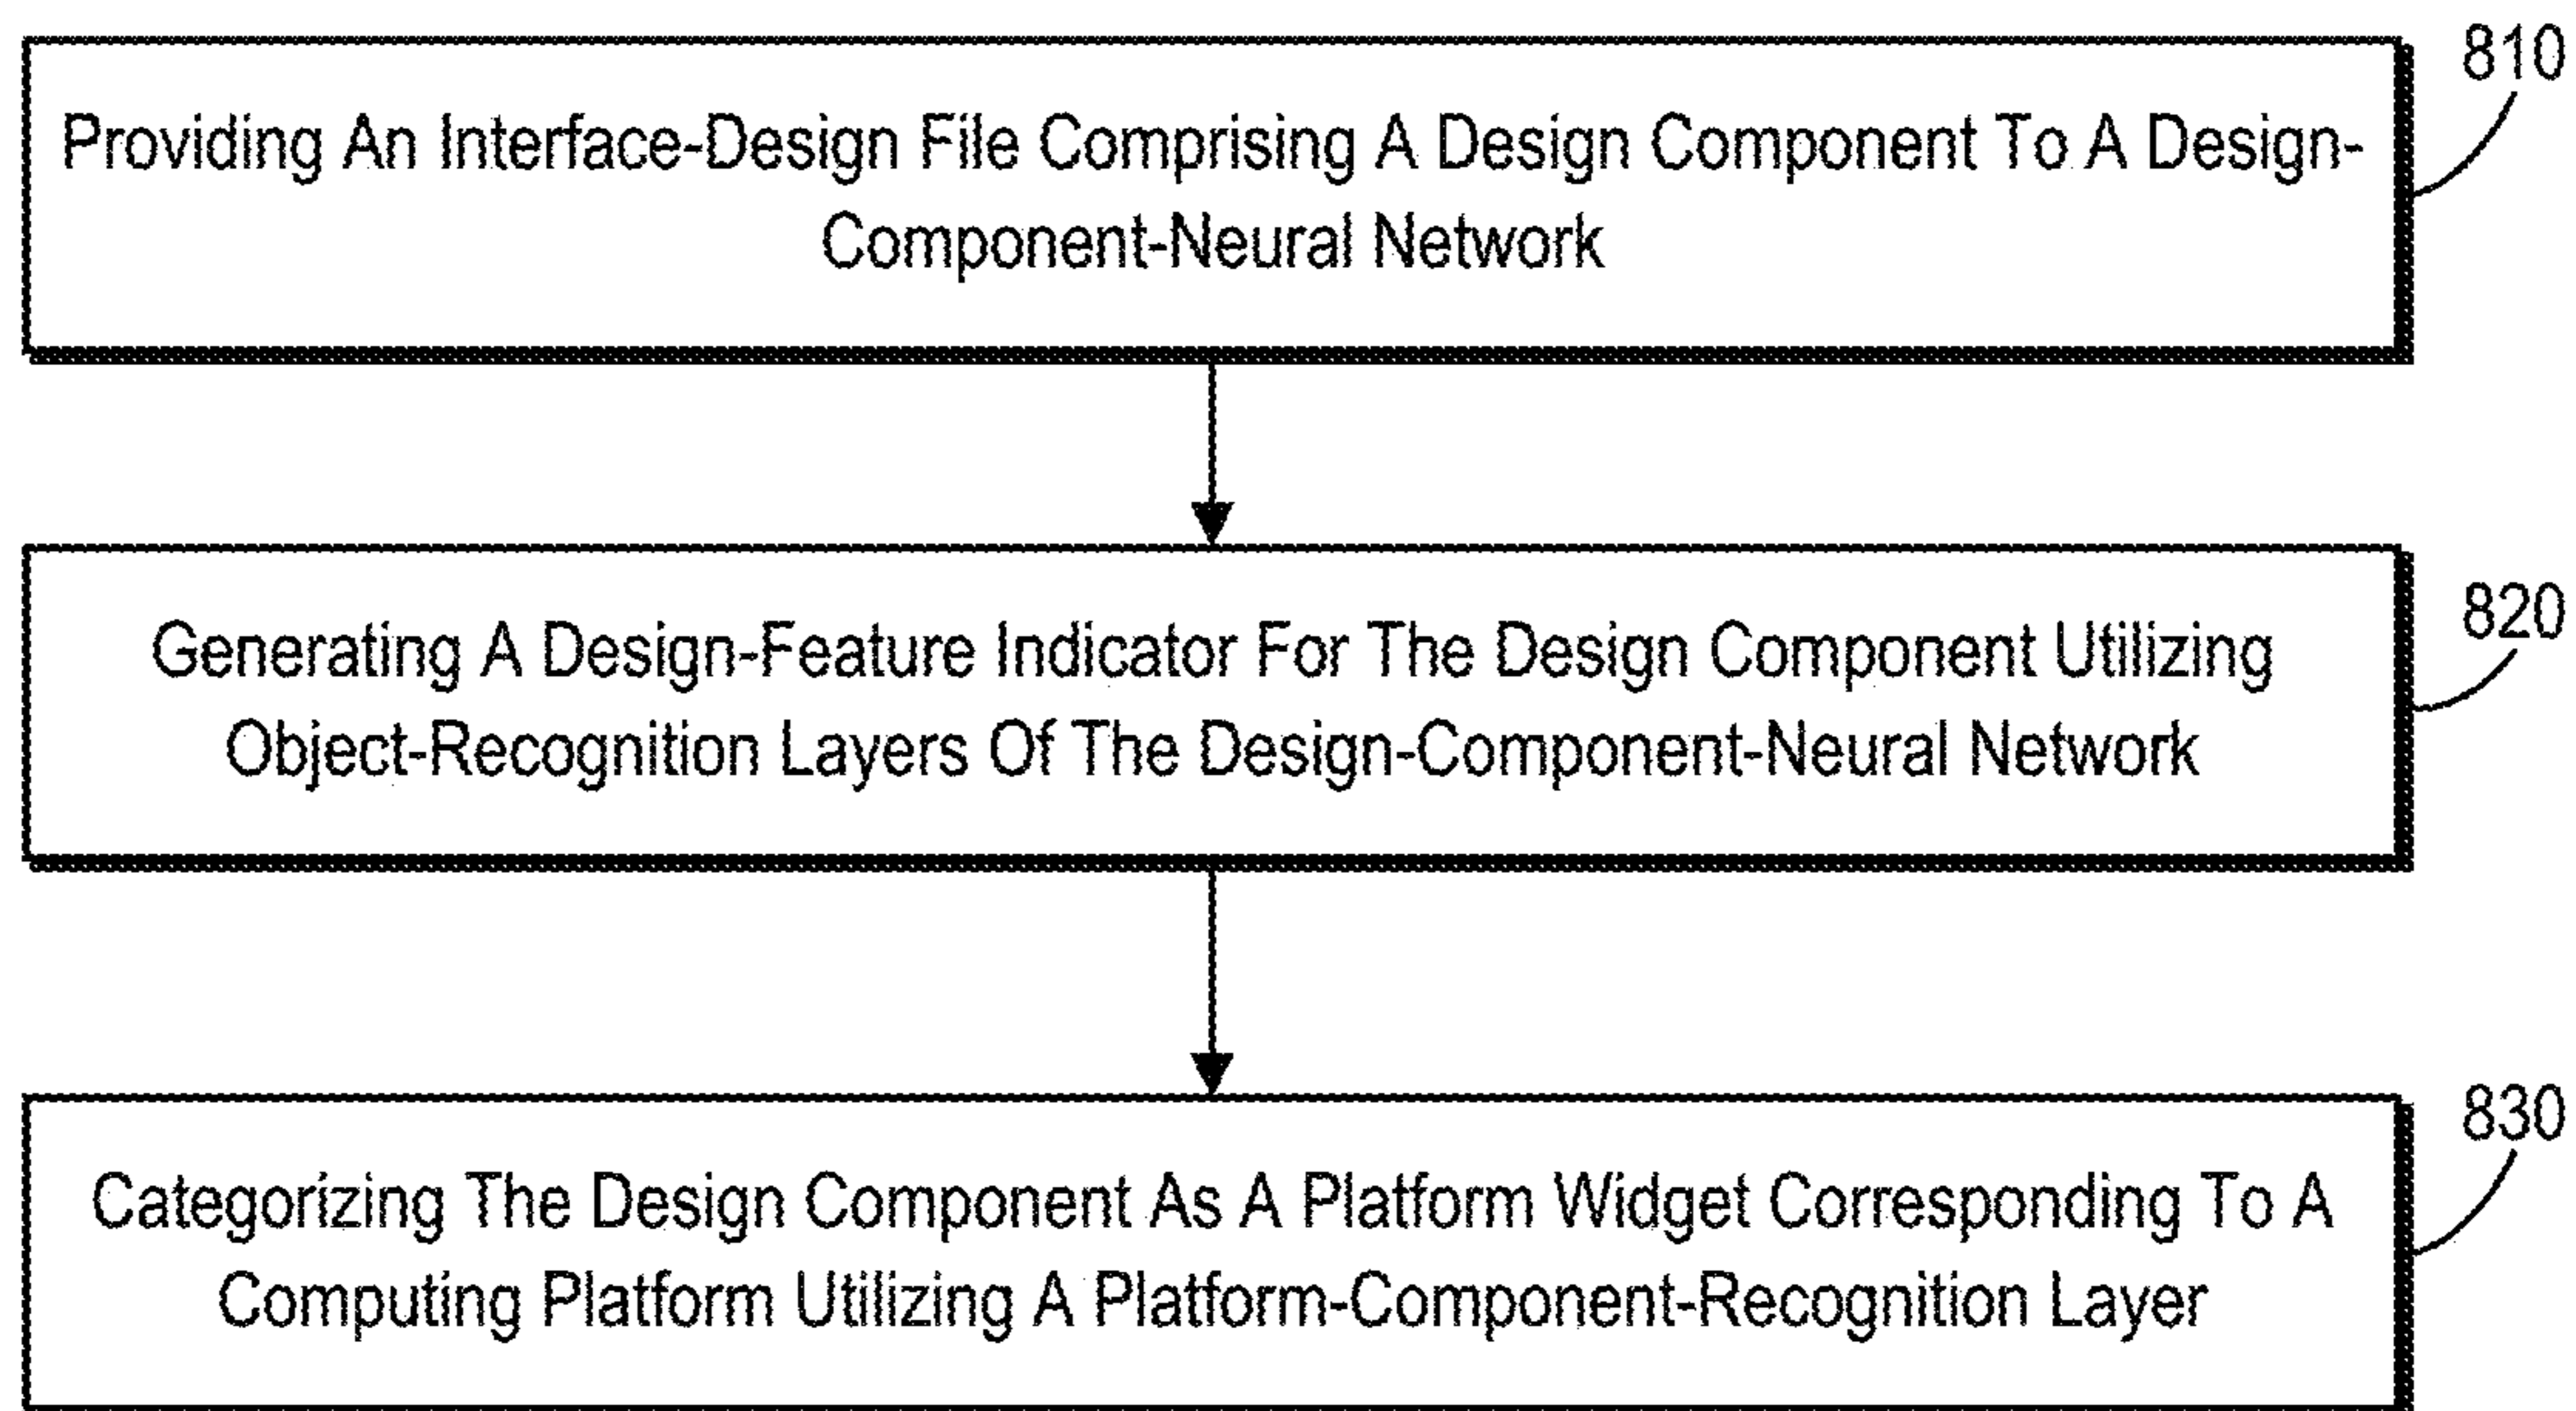 810
Providing An Interface-Design File Comprising A Design Component To A Design-
Component-Neural Network
820
Generating A Design-Feature Indicator For The Design Component Utilizing
Object-Recognition Layers Of The Design-Component-Neural Network
830
Categorizing The Design Component As A Platform Widget Corresponding To A
Computing Platform Utilizing A Platform-Component-Recognition Layer